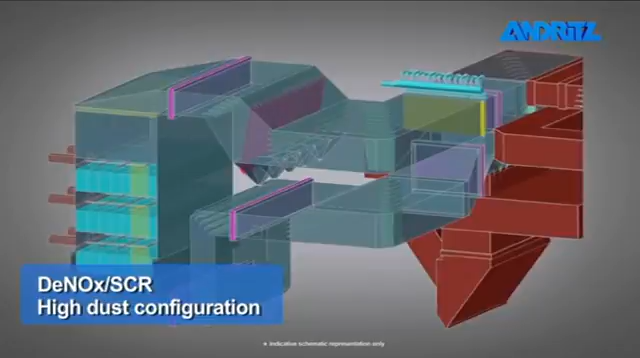 ANDRITZ
DeNOx/SCR
High dust configuration
* indicative schematic representation only